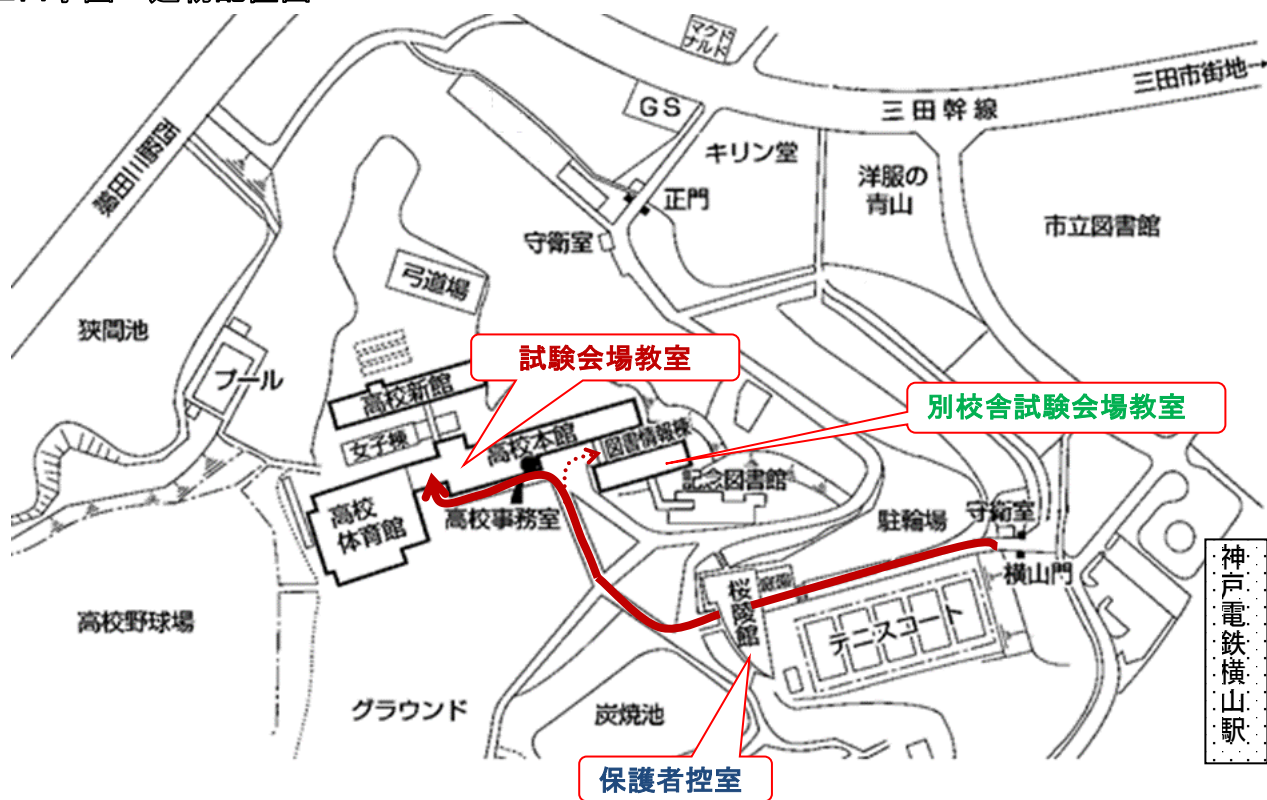 マクド
ナルド
三田市街地→
三田幹線
GS
キリン堂
洋服の
青山
市立図書館
正門
守衛室
弓道場
狭間池
プール
試験会場教室
別校舎試験会場教室
高校新館
女子棟
高校本館
図書情報棟
記念図書館
高校
体育館
高校事務室
駐輪場
守衛室
横山門
桜陵館
テニスコート
高校野球場
グラウンド
炭焼池
保護者控室
神戸電鉄横山駅